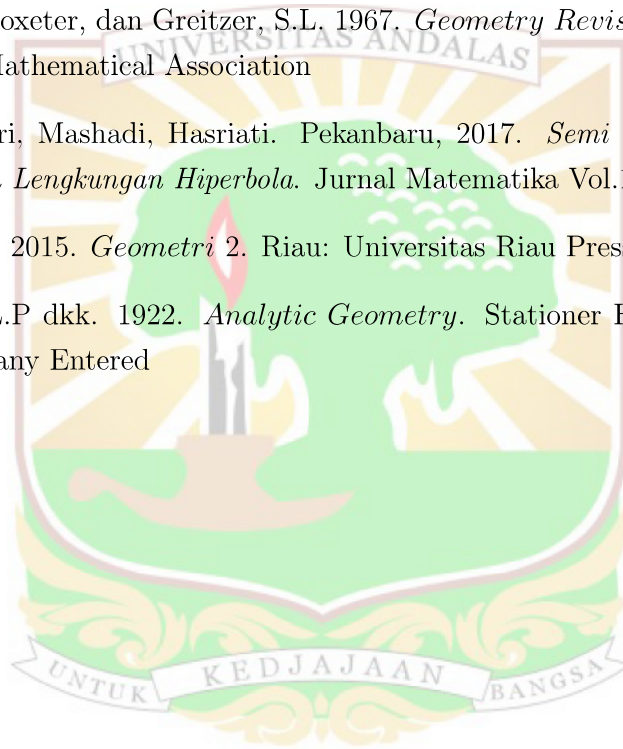 oxeter, dan Greitzer, S.L. 1967. Geometry Revis
Mathematical Association
ri, Mashadi, Hasriati. Pekanbaru, 2017. Semi
Lengkungan Hiperbola. Jurnal Matematika Vol.
2015. Geometri 2. Riau: Universitas Riau Pres
L.P dkk. 1922. Analytic Geometry. Stationer
any Entered
UNIVERSITAS ANDALAS
UNTUK KEDJAJAAN BANGSA